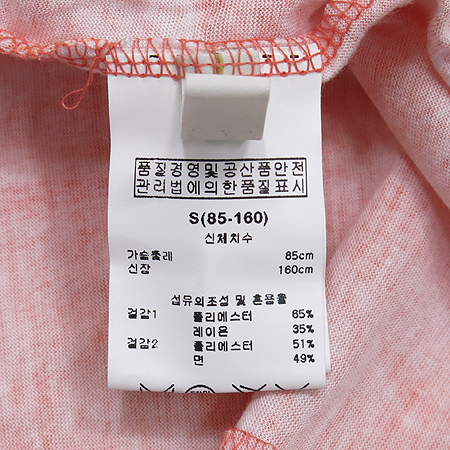 품질경영및공산품안전
관리법에의한품질표시
S(85-160)
신체치수
가슴둘레 85cm
신장 160cm
섬유의조성 및 혼용율
겉감1 폴리에스터 65%
레이온 35%
겉감2 폴리에스터 51%
면 49%